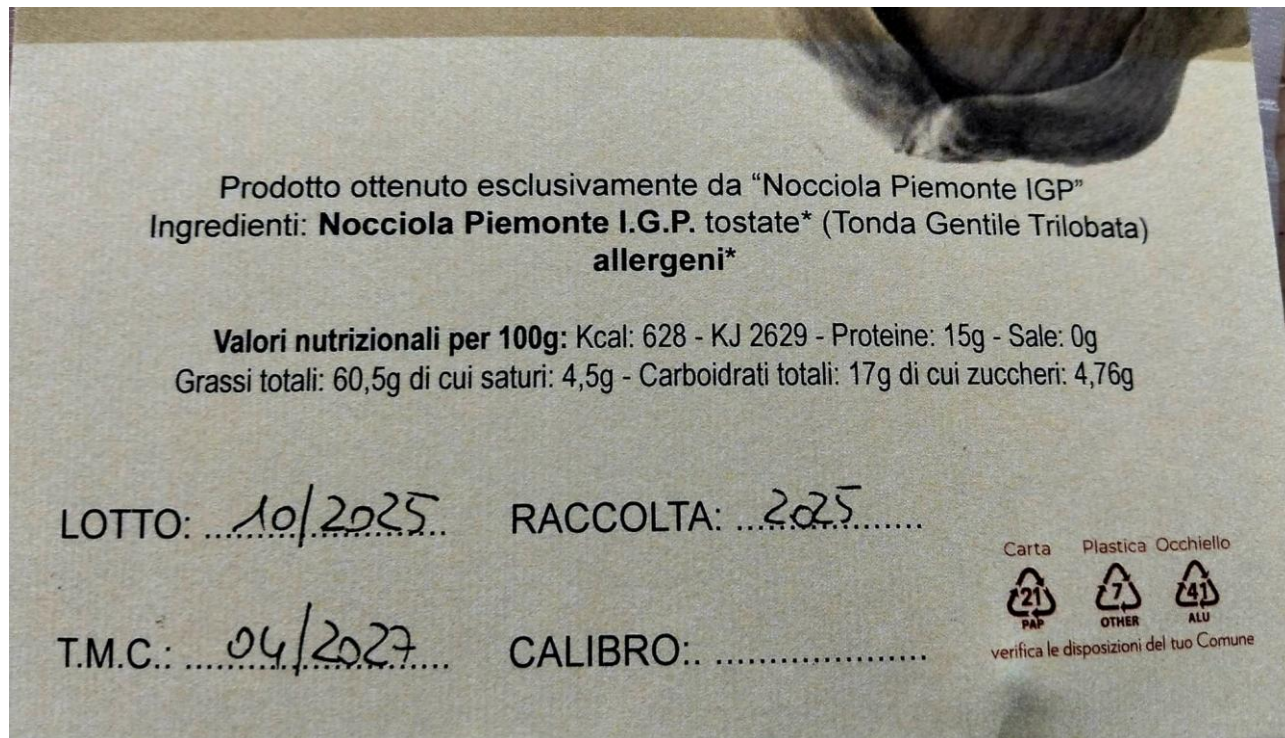 Prodotto ottenuto esclusivamente da “Nocciola Piemonte IGP”
Ingredienti: Nocciola Piemonte I.G.P. tostate* (Tonda Gentile Trilobata)
allergeni*
Valori nutrizionali per 100g: Kcal: 628 - KJ 2629 - Proteine: 15g - Sale: 0g
Grassi totali: 60,5g di cui saturi: 4,5g - Carboidrati totali: 17g di cui zuccheri: 4,76g
LOTTO: 10/2025 RACCOLTA: 2025
T.M.C.: 04/2027 CALIBRO:.
Carta Plastica Occhiello
21 7 41
PAP OTHER ALU
verifica le disposizioni del tuo Comune